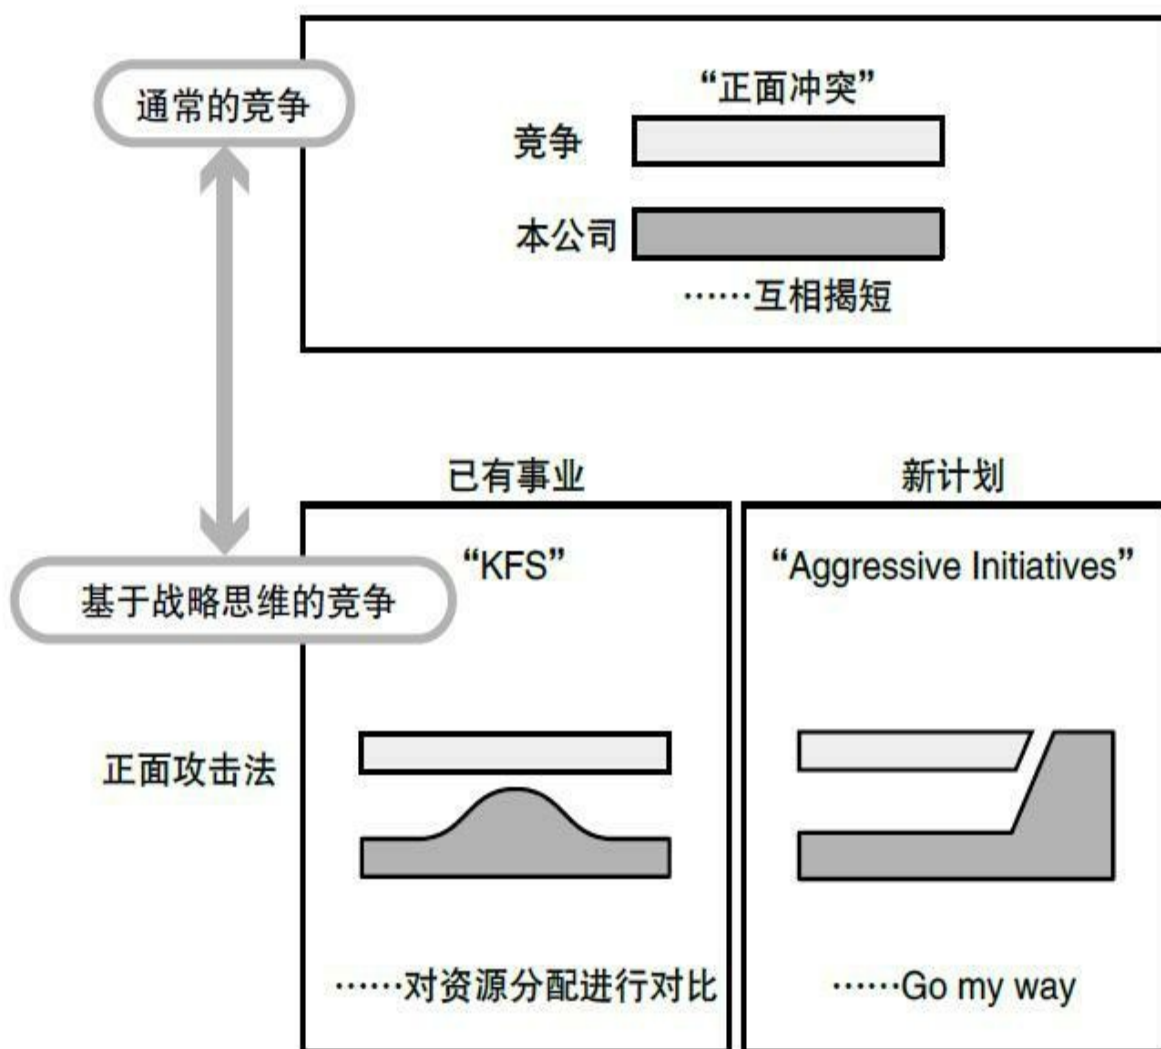 通常的竞争
“正面冲突”
竞争
本公司
……互相揭短
已有事业
新计划
基于战略思维的竞争
“KFS”
“Aggressive Initiatives”
正面攻击法
……对资源分配进行对比
……Go my way